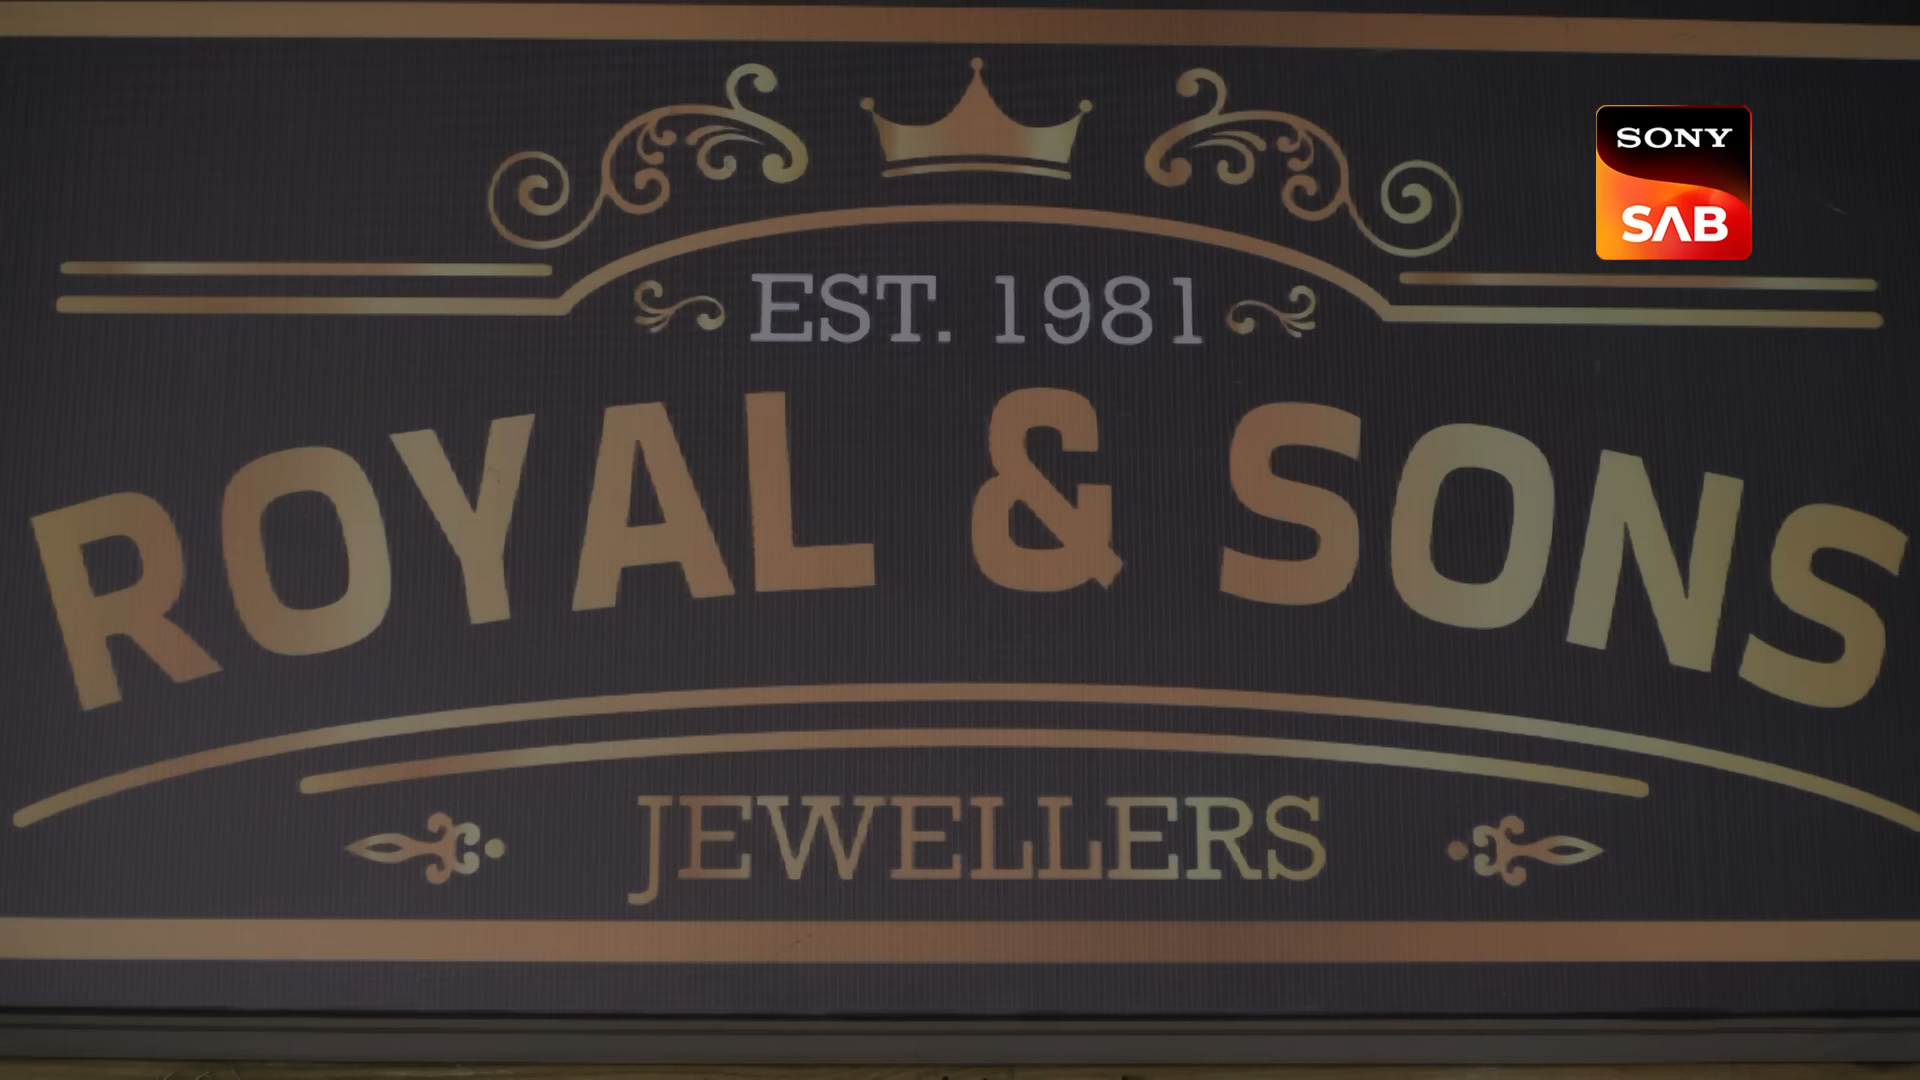 SONY
SAB
EST. 1981
ROYAL & SONS
JEWELLERS